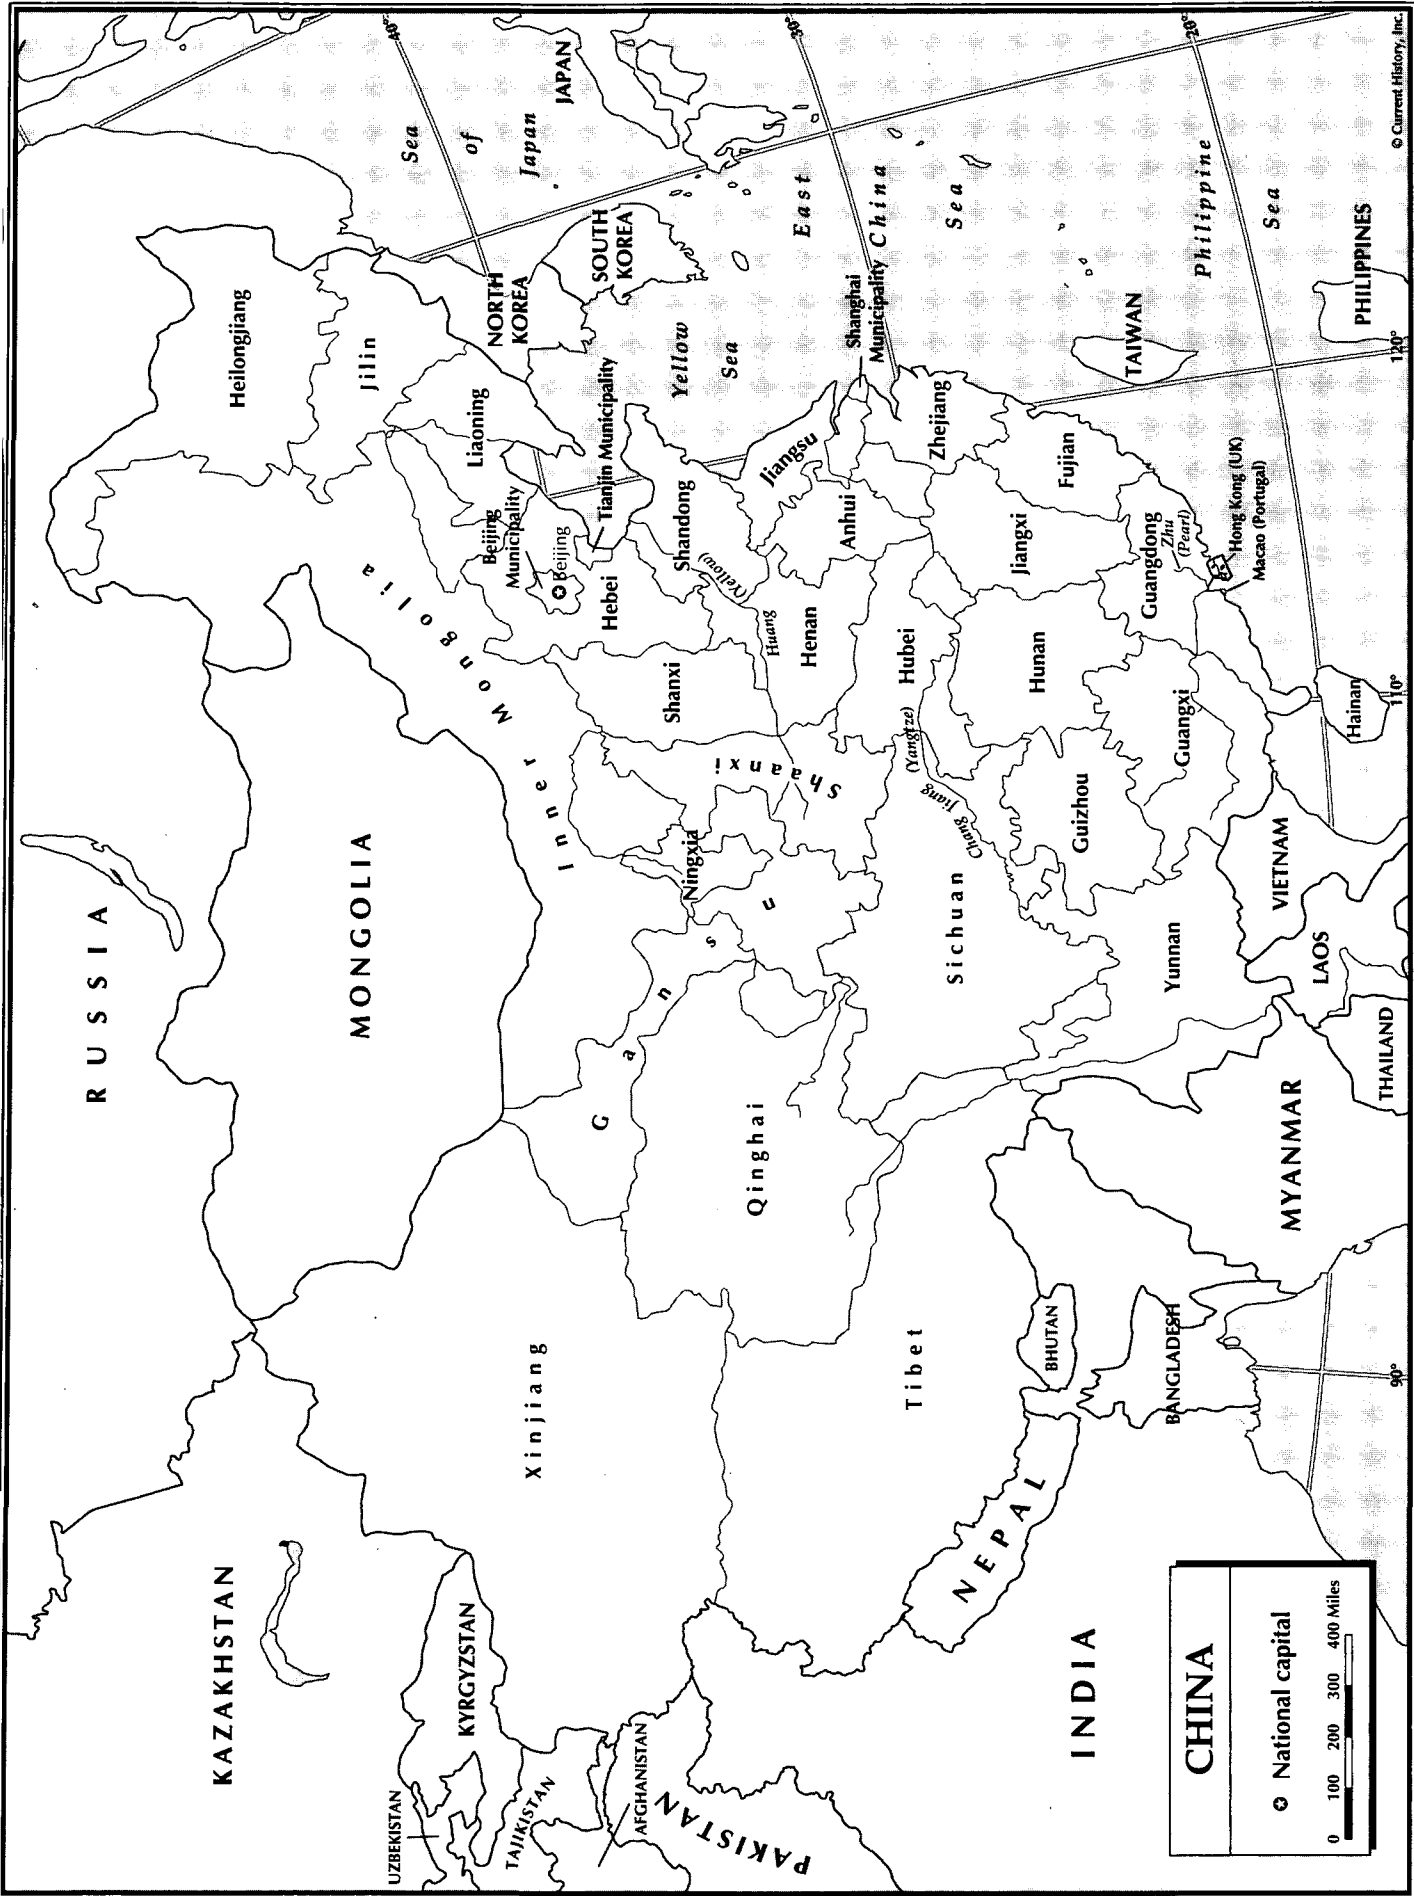 RUSSIA
KAZAKHSTAN
MONGOLIA
UZBEKISTAN
KYRGYZSTAN
TAJIKISTAN
AFGHANISTAN
PAKISTAN
INDIA
NEPAL
BHUTAN
BANGLADESH
MYANMAR
THAILAND
LAOS
VIETNAM
PHILIPPINES
TAIWAN
JAPAN
NORTH
KOREA
SOUTH
KOREA
Sea
of
Japan
Yellow
Sea
East
China
Sea
Philippine
Sea
Heilongjiang
Jilin
Liaoning
Inner Mongolia
Beijing
Municipality
Beijing
Tianjin Municipality
Hebei
Shandong
Shanxi
Shaanxi
Ningxia
Gansu
Qinghai
Xinjiang
Tibet
Sichuan
Henan
Huang
(Yellow)
Jiangsu
Anhui
Shanghai
Municipality
Zhejiang
Hubei
(Yangtze)
Chang Jiang
Hunan
Jiangxi
Fujian
Guizhou
Yunnan
Guangxi
Guangdong
Zhu
(Pearl)
Hong Kong (UK)
Macao (Portugal)
Hainan
40°
30°
20°
120°
110°
90°
CHINA
National capital
0 100 200 300 400 Miles
© Current History, Inc.